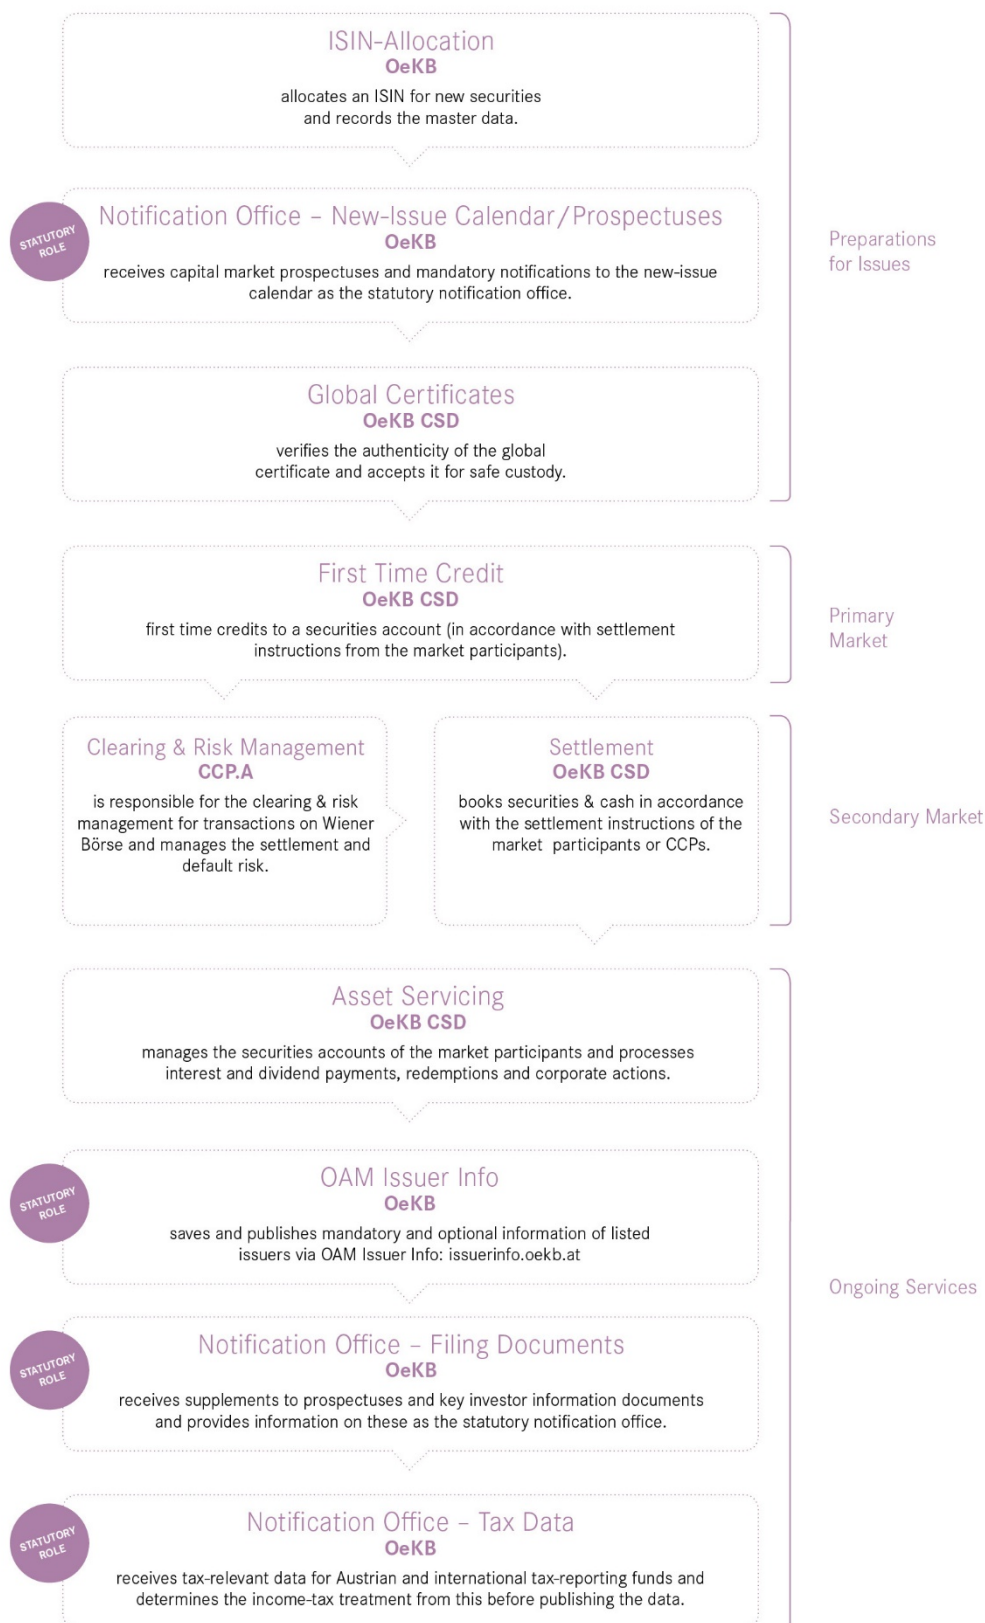 ISIN-Allocation
OeKB
allocates an ISIN for new securities
and records the master data.
STATUTORY
ROLE
Notification Office – New-Issue Calendar/Prospectuses
OeKB
receives capital market prospectuses and mandatory notifications to the new-issue
calendar as the statutory notification office.
Preparations
for Issues
Global Certificates
OeKB CSD
verifies the authenticity of the global
certificate and accepts it for safe custody.
First Time Credit
OeKB CSD
first time credits to a securities account (in accordance with settlement
instructions from the market participants).
Primary
Market
Clearing & Risk Management
CCP.A
is responsible for the clearing & risk
management for transactions on Wiener
Börse and manages the settlement and
default risk.
Settlement
OeKB CSD
books securities & cash in accordance
with the settlement instructions of the
market participants or CCPs.
Secondary Market
Asset Servicing
OeKB CSD
manages the securities accounts of the market participants and processes
interest and dividend payments, redemptions and corporate actions.
STATUTORY
ROLE
OAM Issuer Info
OeKB
saves and publishes mandatory and optional information of listed
issuers via OAM Issuer Info: issuerinfo.oekb.at
Ongoing Services
STATUTORY
ROLE
Notification Office – Filing Documents
OeKB
receives supplements to prospectuses and key investor information documents
and provides information on these as the statutory notification office.
STATUTORY
ROLE
Notification Office – Tax Data
OeKB
receives tax-relevant data for Austrian and international tax-reporting funds and
determines the income-tax treatment from this before publishing the data.